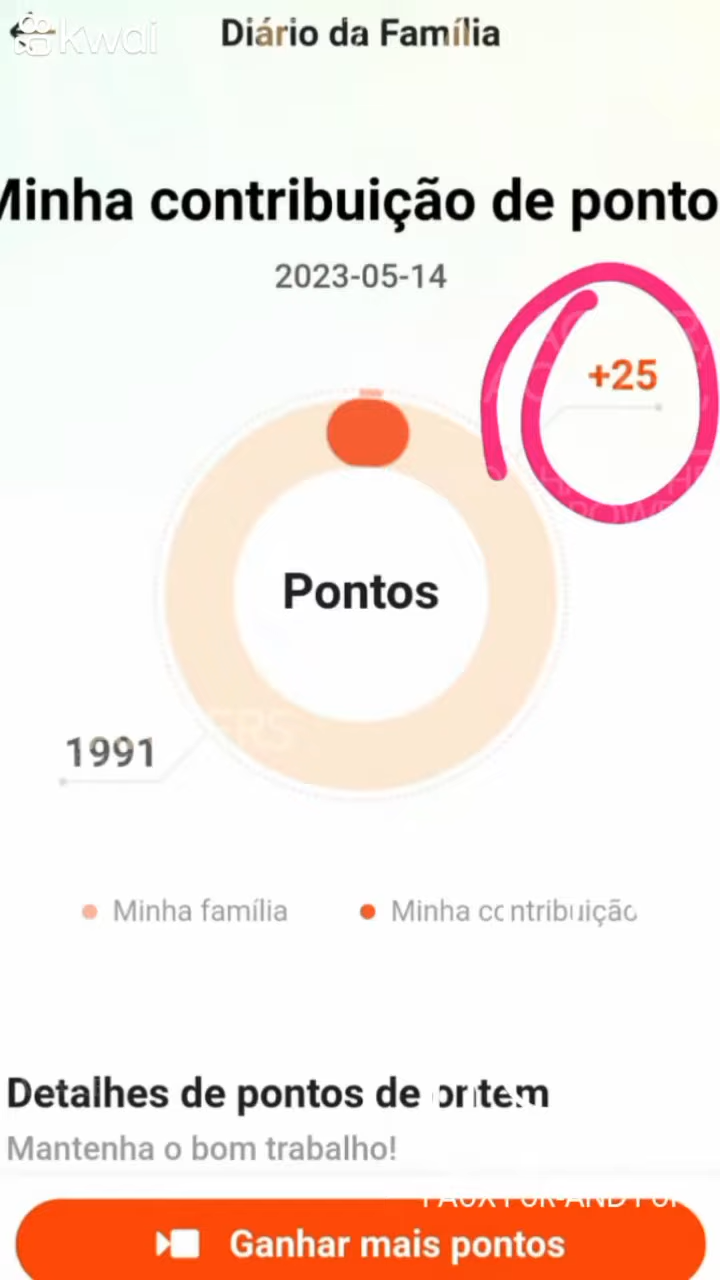 kwai
Diário da Família
Minha contribuição de ponto
2023-05-14
+25
Pontos
1991
Minha família
Minha contribuição
Detalhes de pontos de ontem
Mantenha o bom trabalho!
Ganhar mais pontos